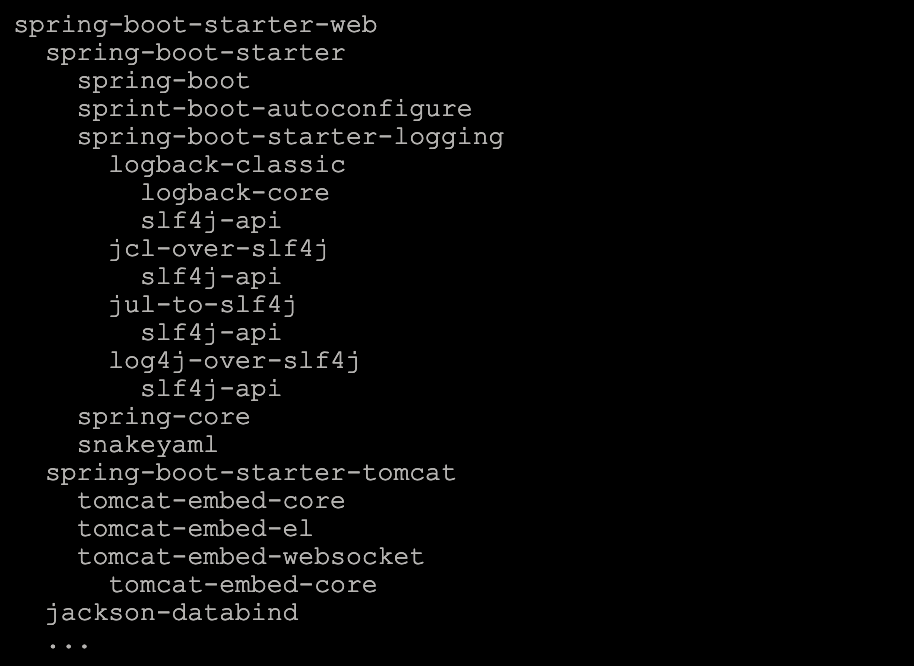 spring-boot-starter-web
  spring-boot-starter
    spring-boot
    sprint-boot-autoconfigure
    spring-boot-starter-logging
      logback-classic
        logback-core
        slf4j-api
      jcl-over-slf4j
        slf4j-api
      jul-to-slf4j
        slf4j-api
      log4j-over-slf4j
        slf4j-api
    spring-core
    snakeyaml
  spring-boot-starter-tomcat
    tomcat-embed-core
    tomcat-embed-el
    tomcat-embed-websocket
      tomcat-embed-core
  jackson-databind
  ...